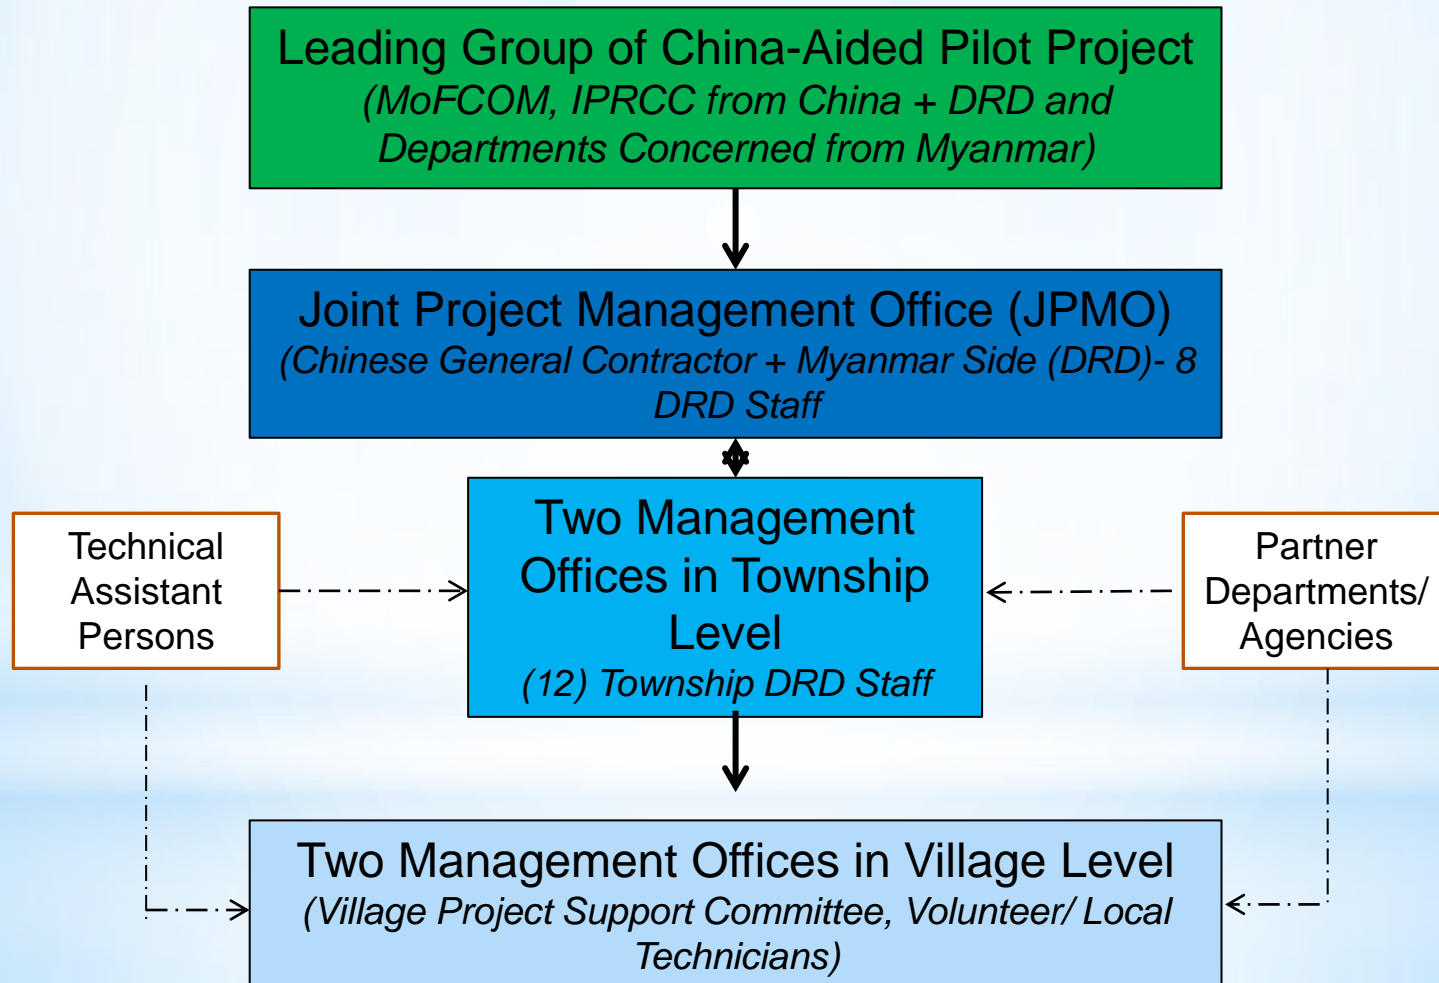 Leading Group of China-Aided Pilot Project
(MoFCOM, IPRCC from China + DRD and
Departments Concerned from Myanmar)
Joint Project Management Office (JPMO)
(Chinese General Contractor + Myanmar Side (DRD)- 8
DRD Staff
Two Management
Offices in Township
Level
(12) Township DRD Staff
Technical
Assistant
Persons
Partner
Departments/
Agencies
Two Management Offices in Village Level
(Village Project Support Committee, Volunteer/ Local
Technicians)